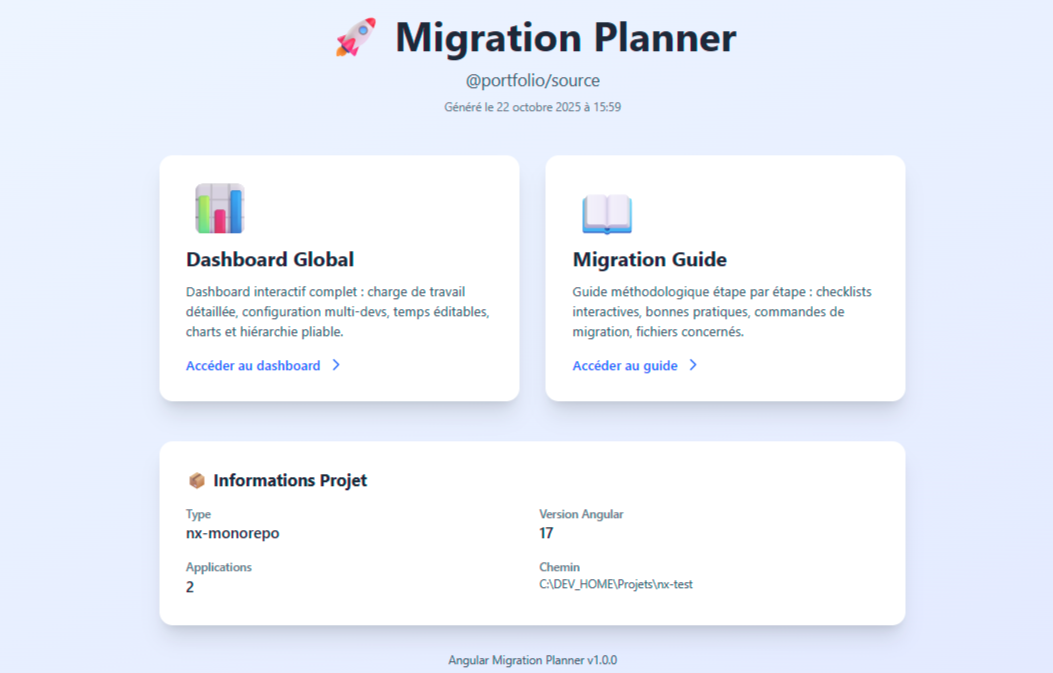 Migration Planner
@portfolio/source
Généré le 22 octobre 2025 à 15:59
Dashboard Global
Dashboard interactif complet : charge de travail
détaillée, configuration multi-devs, temps éditables,
charts et hiérarchie pliable.
Accéder au dashboard
Migration Guide
Guide méthodologique étape par étape : checklists
interactives, bonnes pratiques, commandes de
migration, fichiers concernés.
Accéder au guide
Informations Projet
Type
nx-monorepo
Version Angular
17
Applications
2
Chemin
C:\DEV_HOME\Projets\nx-test
Angular Migration Planner v1.0.0